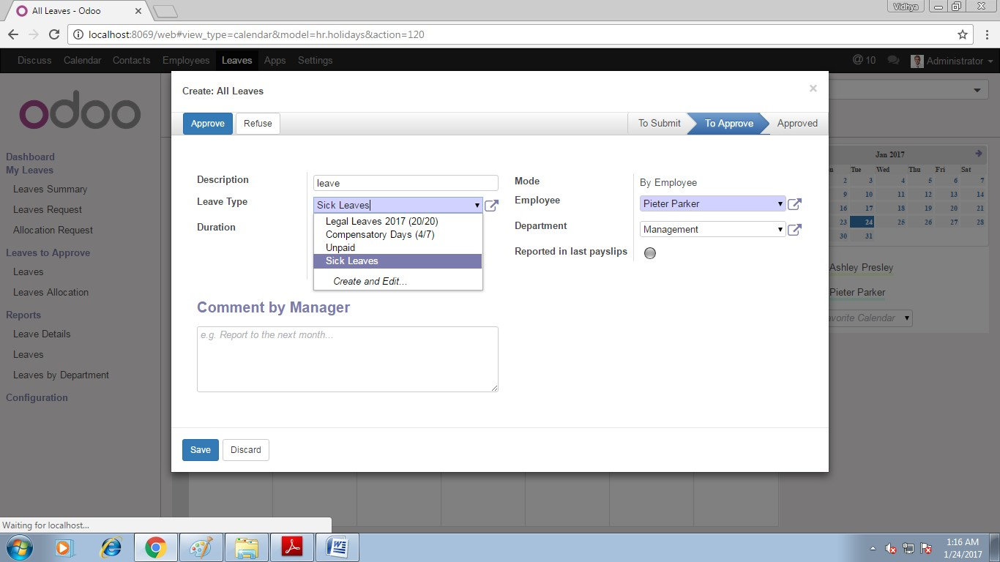 All Leaves - Odoo
Vidhya
localhost:8069/web#view_type=calendar&model=hr.holidays&action=120
Discuss Calendar Contacts Employees Leaves Apps Settings @ 10 Administrator
odoo
Dashboard
My Leaves
Leaves Summary
Leaves Request
Allocation Request
Leaves to Approve
Leaves
Leaves Allocation
Reports
Leave Details
Leaves
Leaves by Department
Configuration
Create: All Leaves ×
Approve Refuse To Submit To Approve Approved
Description leave
Leave Type Sick Leaves
Duration
Legal Leaves 2017 (20/20)
Compensatory Days (4/7)
Unpaid
Sick Leaves
Create and Edit...
Mode By Employee
Employee Pieter Parker
Department Management
Reported in last payslips
Comment by Manager
e.g. Report to the next month...
Save Discard
Jan 2017
Tue Wed Thu Fri Sat
2 3 4 5 6 7
9 10 11 12 13 14
16 17 18 19 20 21
23 24 25 26 27 28
30 31
Ashley Presley
Pieter Parker
Calendar
Waiting for localhost...
1:16 AM
1/24/2017